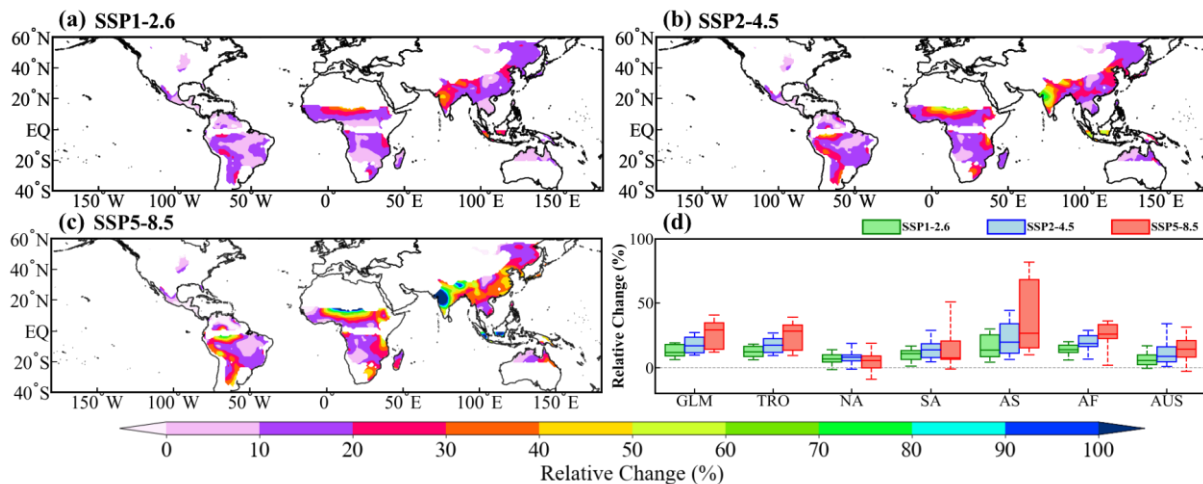 (a) SSP1-2.6
(b) SSP2-4.5
60°N
40°N
20°N
EQ
20°S
40°S
150°W 100°W 50°W 0 50°E 100°E 150°E
60°N
40°N
20°N
EQ
20°S
40°S
150°W 100°W 50°W 0 50°E 100°E 150°E
(c) SSP5-8.5
60°N
40°N
20°N
EQ
20°S
40°S
150°W 100°W 50°W 0 50°E 100°E 150°E
(d)
SSP1-2.6 SSP2-4.5 SSP5-8.5
Relative Change (%)
100
50
0
GLM TRO NA SA AS AF AUS
0 10 20 30 40 50 60 70 80 90 100
Relative Change (%)